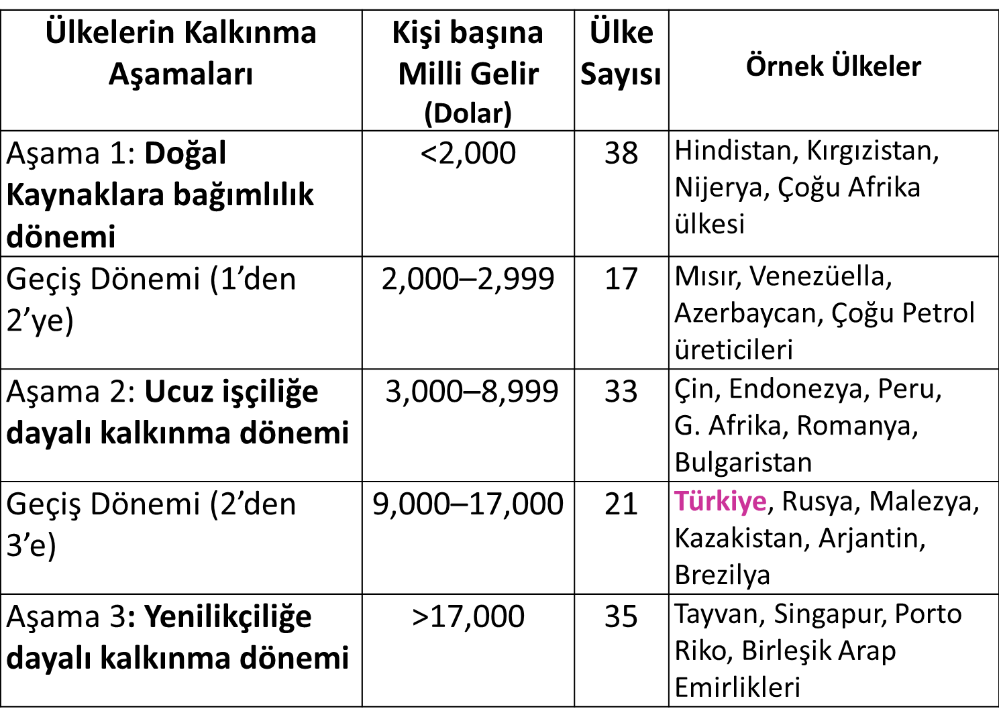 Ülkelerin Kalkınma
Aşamaları
Kişi başına
Milli Gelir
(Dolar)
Ülke
Sayısı
Örnek Ülkeler
Aşama 1: Doğal
Kaynaklara bağımlılık
dönemi
<2,000
38
Hindistan, Kırgızistan,
Nijerya, Çoğu Afrika
ülkesi
Geçiş Dönemi (1’den
2’ye)
2,000–2,999
17
Mısır, Venezüella,
Azerbaycan, Çoğu Petrol
üreticileri
Aşama 2: Ucuz işçiliğe
dayalı kalkınma dönemi
3,000–8,999
33
Çin, Endonezya, Peru,
G. Afrika, Romanya,
Bulgaristan
Geçiş Dönemi (2’den
3’e)
9,000–17,000
21
Türkiye, Rusya, Malezya,
Kazakistan, Arjantin,
Brezilya
Aşama 3: Yenilikçiliğe
dayalı kalkınma dönemi
>17,000
35
Tayvan, Singapur, Porto
Riko, Birleşik Arap
Emirlikleri